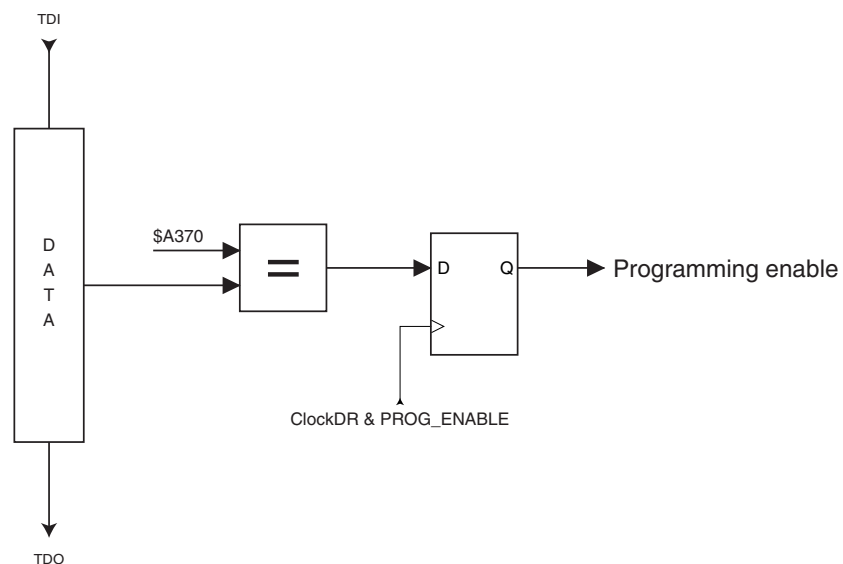 TDI
D
A
T
A
$A370
=
D
Q
Programming enable
ClockDR & PROG_ENABLE
TDO